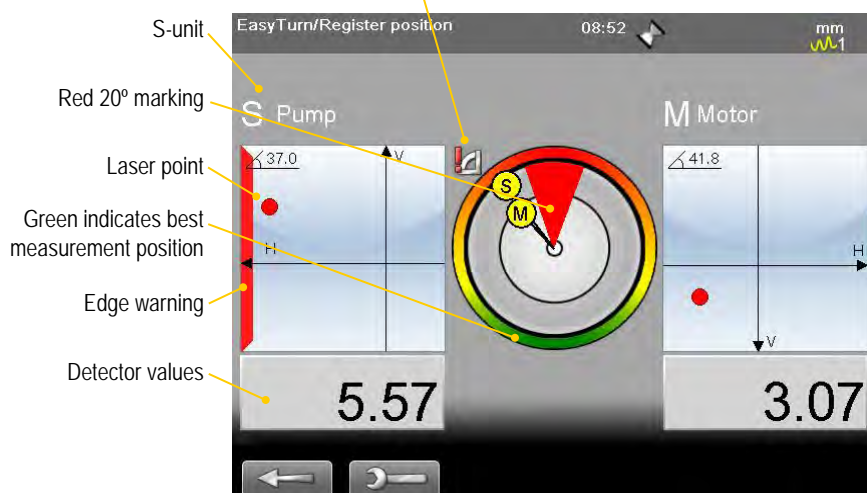 S-unit
Red 20º marking
Laser point
Green indicates best
measurement position
Edge warning
Detector values
EasyTurn/Register position
08:52
mm
1
S Pump
M Motor
37.0
V
H
S
M
41.8
H
V
5.57
3.07